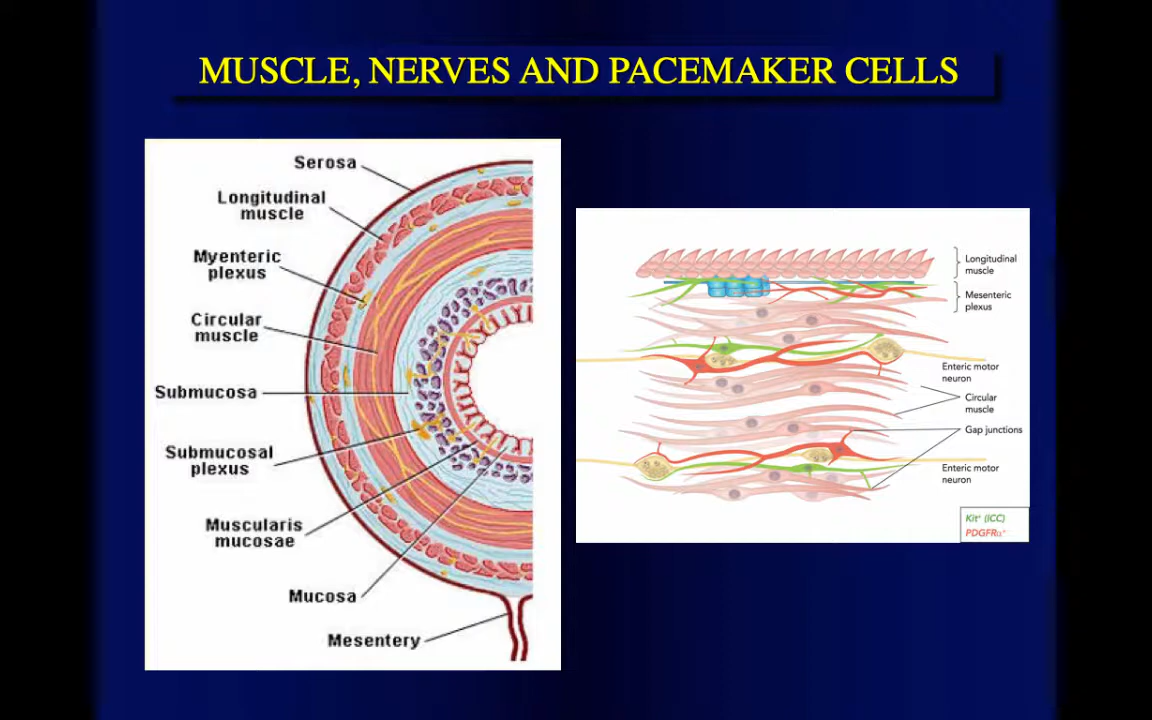 MUSCLE, NERVES AND PACEMAKER CELLS
Serosa
Longitudinal
muscle
Myenteric
plexus
Circular
muscle
Submucosa
Submucosal
plexus
Muscularis
mucosae
Mucosa
Mesentery
Longitudinal
muscle
Mesenteric
plexus
Enteric motor
neuron
Circular
muscle
Gap junctions
Enteric motor
neuron
Kit⁺ (ICC)
PDGFRα⁺